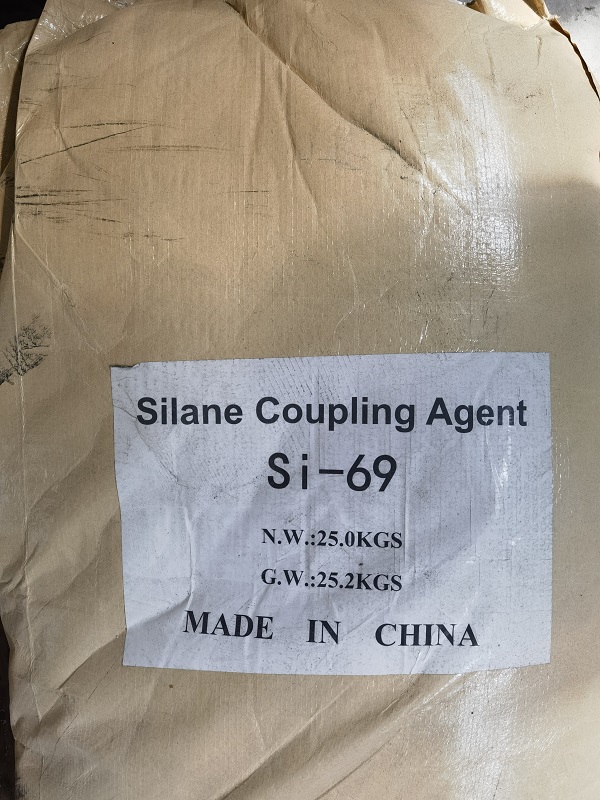 Silane Coupling Agent
Si-69
N.W.:25.0KGS
G.W.:25.2KGS
MADE IN CHINA